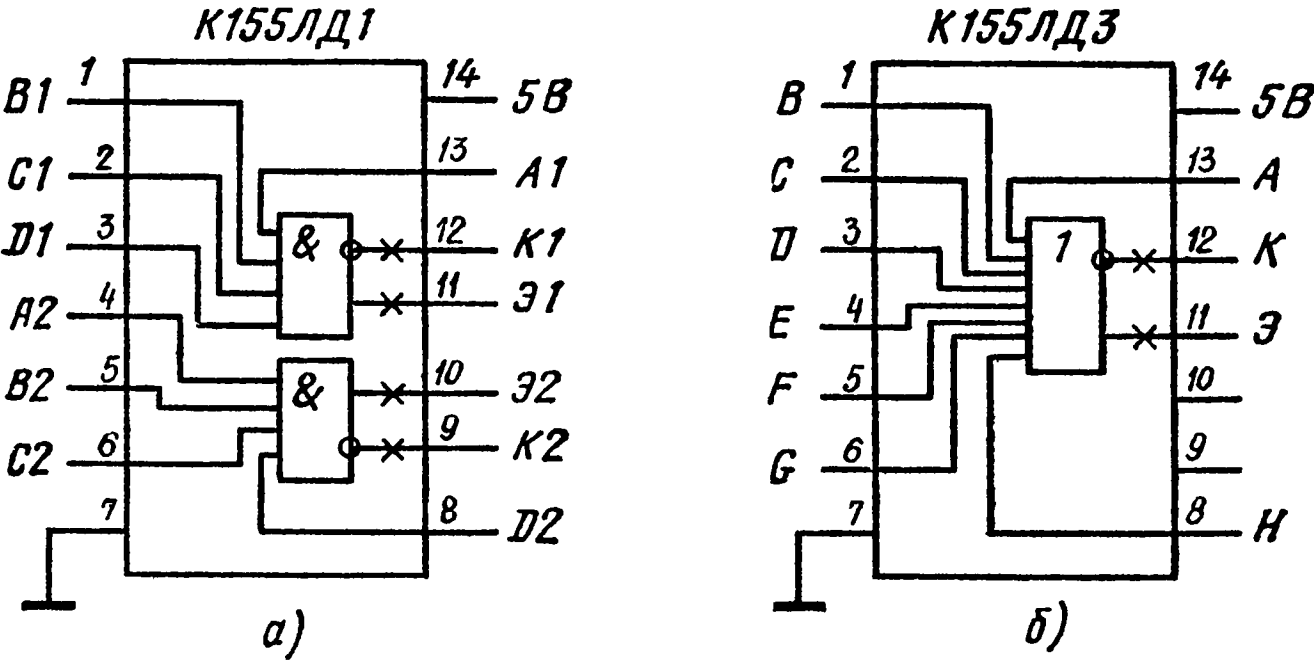 К155ЛД1
B1 1 14 5В
C1 2 13 A1
D1 3 & 12 К1
11 Э1
A2 4
B2 5 & 10 Э2
C2 6 9 К2
7 8 D2
а)
К155ЛД3
B 1 14 5В
C 2 13 A
D 3 1 12 К
E 4 11 Э
F 5 10
G 6 9
7 8 H
б)